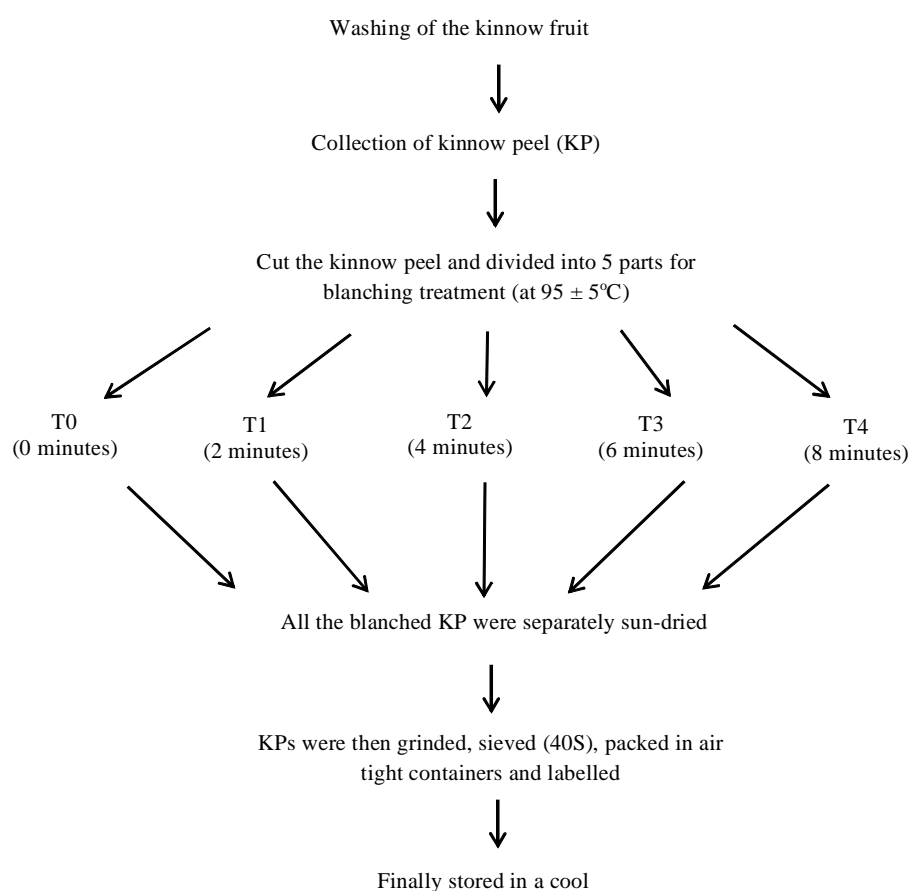 Washing of the kinnow fruit
Collection of kinnow peel (KP)
Cut the kinnow peel and divided into 5 parts for
blanching treatment (at 95 ± 5°C)
T0
(0 minutes)
T1
(2 minutes)
T2
(4 minutes)
T3
(6 minutes)
T4
(8 minutes)
All the blanched KP were separately sun-dried
KPs were then grinded, sieved (40S), packed in air
tight containers and labelled
Finally stored in a cool